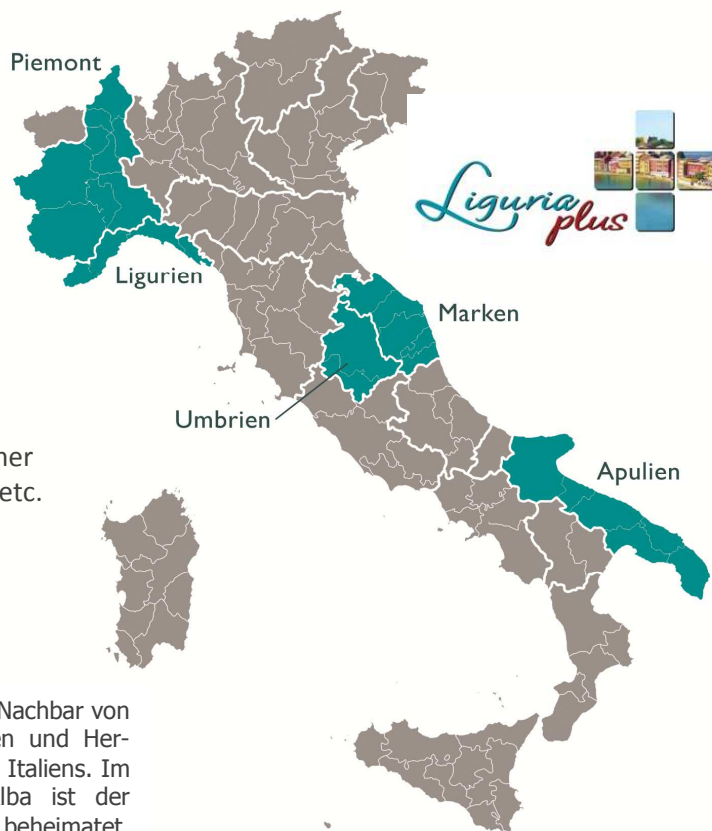 Piemont
Liguria
plus
Ligurien
Marken
Umbrien
Apulien
ner
etc.
Nachbar von
en und Her-
Italiens. Im
lba ist der
beheimatet.